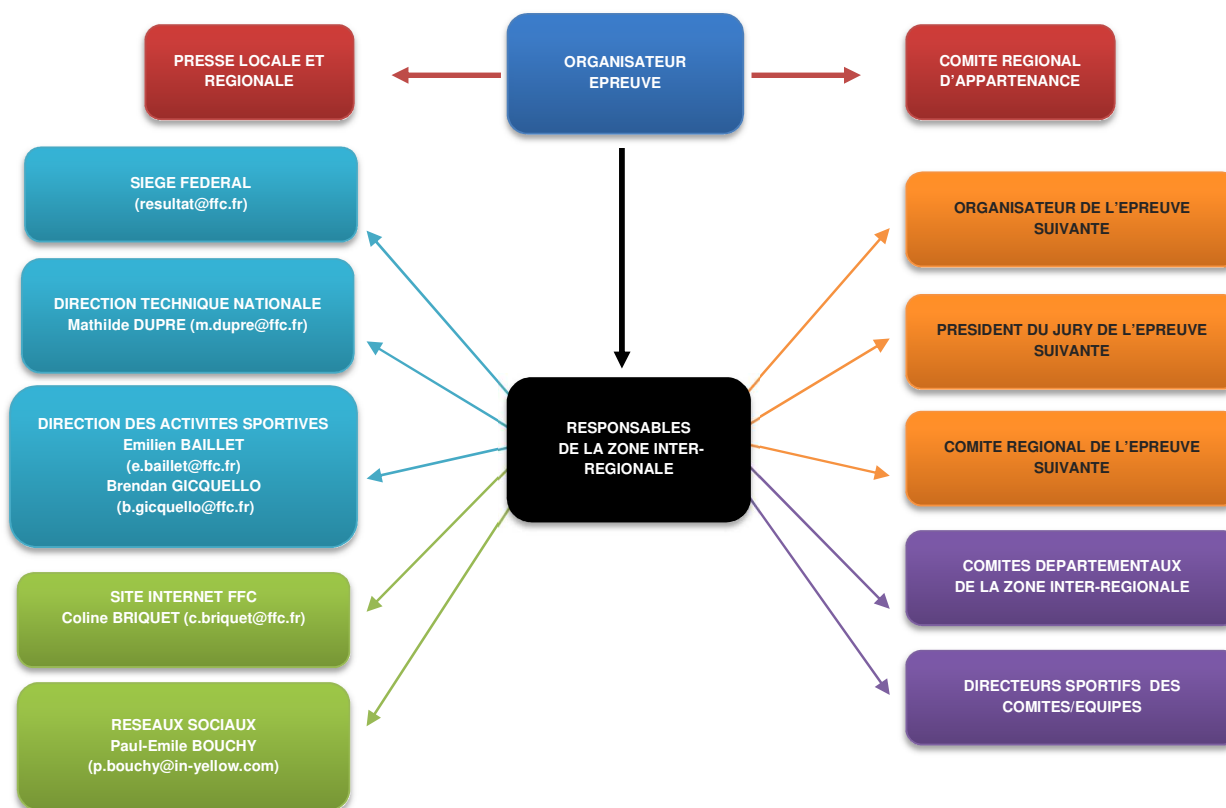 PRESSE LOCALE ET
REGIONALE
ORGANISATEUR
EPREUVE
COMITE REGIONAL
D'APPARTENANCE
SIEGE FEDERAL
(resultat@ffc.fr)
DIRECTION TECHNIQUE NATIONALE
Mathilde DUPRE (m.dupre@ffc.fr)
DIRECTION DES ACTIVITES SPORTIVES
Emilien BAILLET
(e.baillet@ffc.fr)
Brendan GICQUELLO
(b.gicquello@ffc.fr)
SITE INTERNET FFC
Coline BRIQUET (c.briquet@ffc.fr)
RESEAUX SOCIAUX
Paul-Emile BOUCHY
(p.bouchy@in-yellow.com)
RESPONSABLES
DE LA ZONE INTER-
REGIONALE
ORGANISATEUR DE L'EPREUVE
SUIVANTE
PRESIDENT DU JURY DE L'EPREUVE
SUIVANTE
COMITE REGIONAL DE L'EPREUVE
SUIVANTE
COMITES DEPARTEMENTAUX
DE LA ZONE INTER-REGIONALE
DIRECTEURS SPORTIFS DES
COMITES/EQUIPES